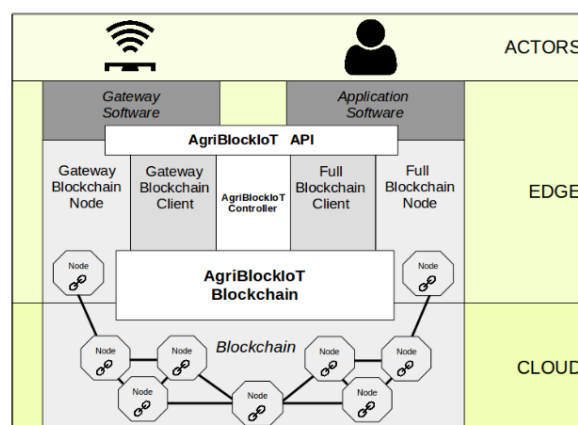 ACTORS
Gateway
Software
Application
Software
AgriBlockIoT API
Gateway
Blockchain
Node
Gateway
Blockchain
Client
AgriBlockIoT
Controller
Full
Blockchain
Client
Full
Blockchain
Node
EDGE
Node
Node
AgriBlockIoT
Blockchain
Blockchain
Node
Node
Node
Node
Node
Node
Node
CLOUD